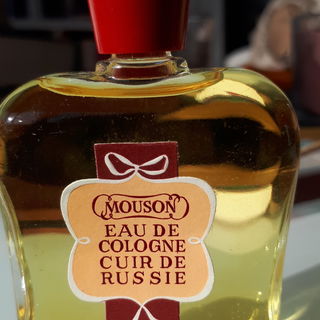 MOUSON
EAU DE
COLOGNE
CUIR DE
RUSSIE